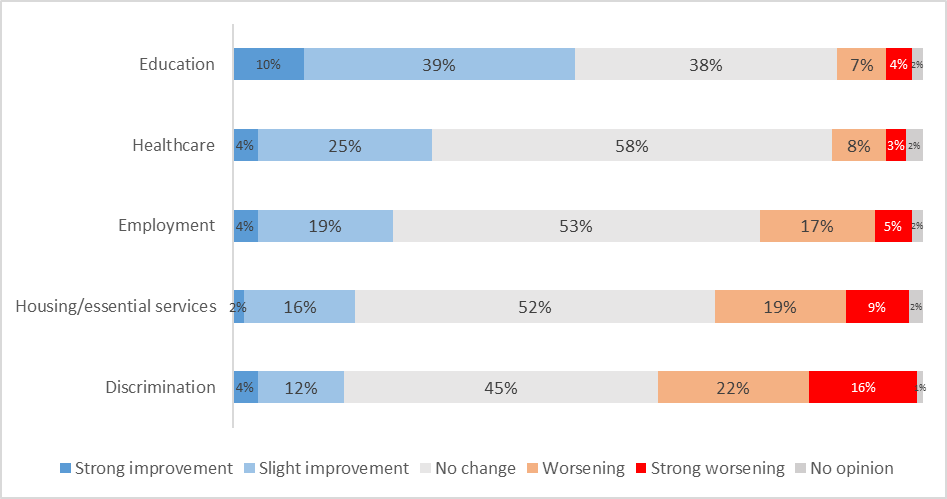 Education 10% 39% 38% 7% 4% 2%
Healthcare 4% 25% 58% 8% 3% 2%
Employment 4% 19% 53% 17% 5% 2%
Housing/essential services 2% 16% 52% 19% 9% 2%
Discrimination 4% 12% 45% 22% 16% 1%
Strong improvement Slight improvement No change Worsening Strong worsening No opinion